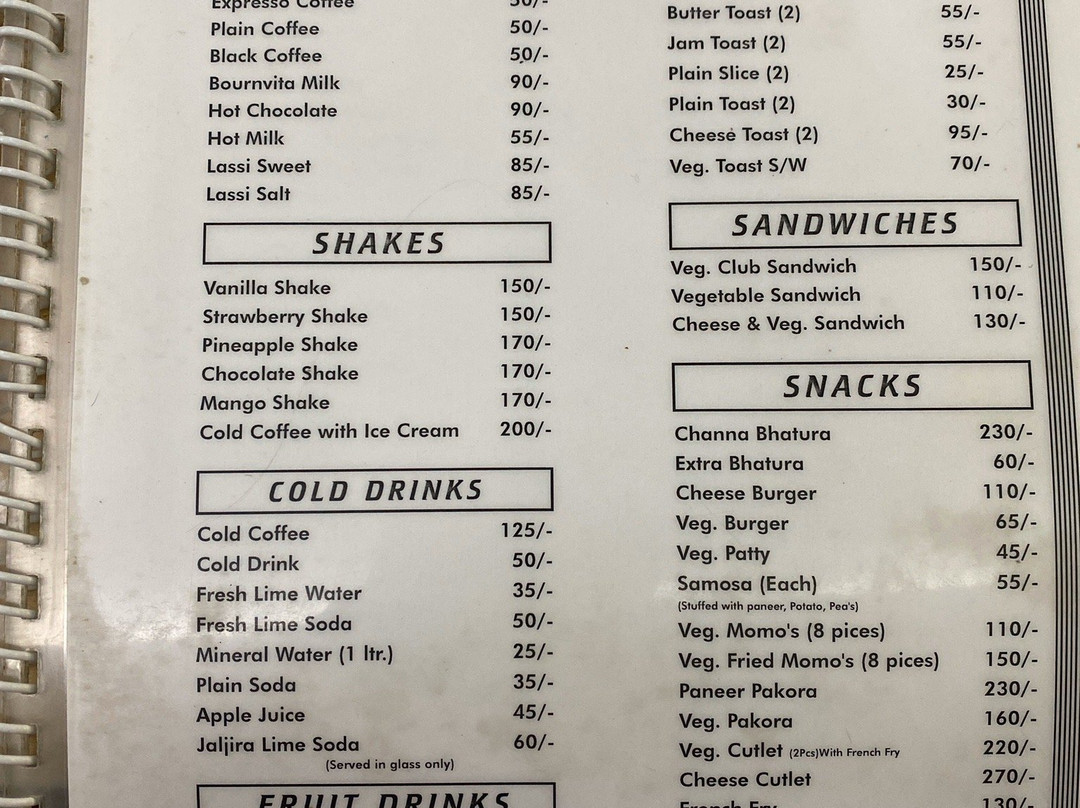 Expresso Coffee 50/-
Plain Coffee 50/-
Black Coffee 50/-
Bournvita Milk 90/-
Hot Chocolate 90/-
Hot Milk 55/-
Lassi Sweet 85/-
Lassi Salt 85/-
SHAKES
Vanilla Shake 150/-
Strawberry Shake 150/-
Pineapple Shake 170/-
Chocolate Shake 170/-
Mango Shake 170/-
Cold Coffee with Ice Cream 200/-
COLD DRINKS
Cold Coffee 125/-
Cold Drink 50/-
Fresh Lime Water 35/-
Fresh Lime Soda 50/-
Mineral Water (1 ltr.) 25/-
Plain Soda 35/-
Apple Juice 45/-
Jaljira Lime Soda 60/-
(Served in glass only)
FRUIT DRINKS
Butter Toast (2) 55/-
Jam Toast (2) 55/-
Plain Slice (2) 25/-
Plain Toast (2) 30/-
Cheese Toast (2) 95/-
Veg. Toast S/W 70/-
SANDWICHES
Veg. Club Sandwich 150/-
Vegetable Sandwich 110/-
Cheese & Veg. Sandwich 130/-
SNACKS
Channa Bhatura 230/-
Extra Bhatura 60/-
Cheese Burger 110/-
Veg. Burger 65/-
Veg. Patty 45/-
Samosa (Each) 55/-
(Stuffed with paneer, Potato, Pea's)
Veg. Momo's (8 pices) 110/-
Veg. Fried Momo's (8 pices) 150/-
Paneer Pakora 230/-
Veg. Pakora 160/-
Veg. Cutlet (2Pcs)With French Fry 220/-
Cheese Cutlet 270/-
French Fry 130/-